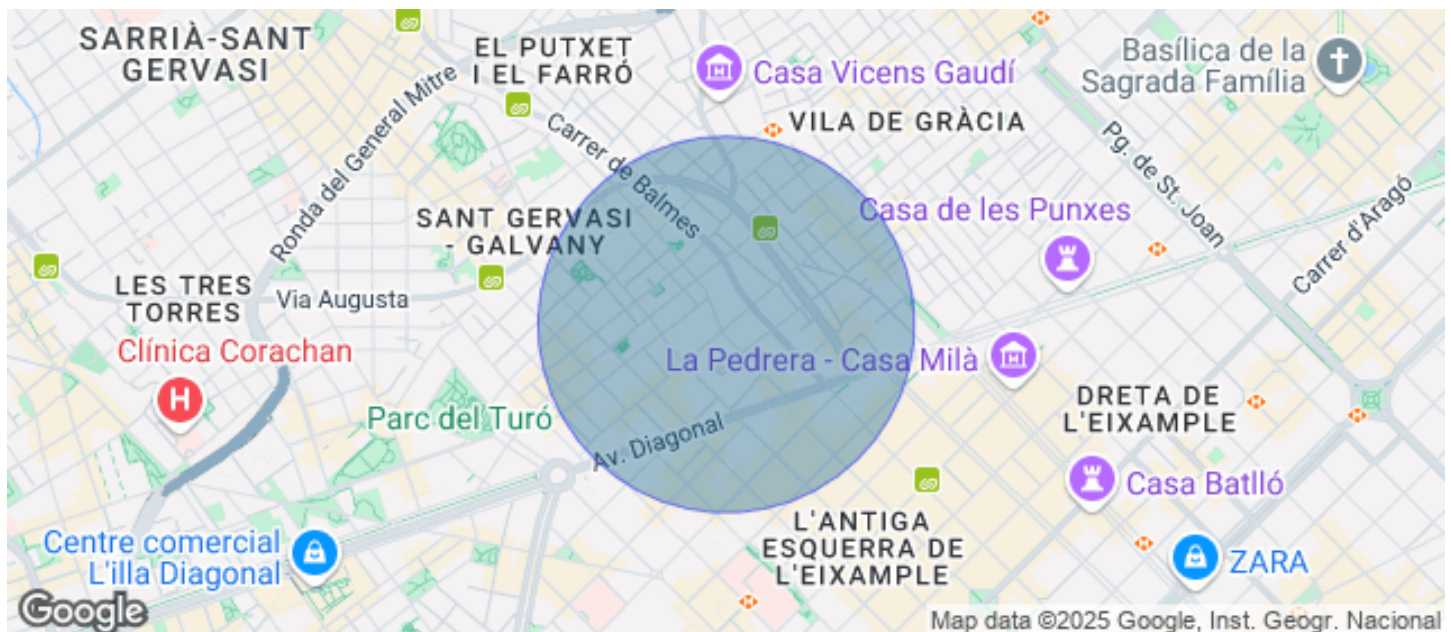 SARRIÀ-SANT
GERVASI
EL PUTXET
I EL FARRÓ
Casa Vicens Gaudí
Basílica de la
Sagrada Família
Ronda del General Mitre
Carrer de Balmes
VILA DE GRÀCIA
Pg. de St. Joan
SANT GERVASI
- GALVANY
Casa de les Punxes
Carrer d'Aragó
LES TRES
TORRES
Via Augusta
Clínica Corachan
H
La Pedrera - Casa Milà
Parc del Turó
Av. Diagonal
DRETA DE
L'EIXAMPLE
Casa Batlló
L'ANTIGA
ESQUERRA DE
L'EIXAMPLE
Centre comercial
L'illa Diagonal
ZARA
Google
Map data ©2025 Google, Inst. Geogr. Nacional